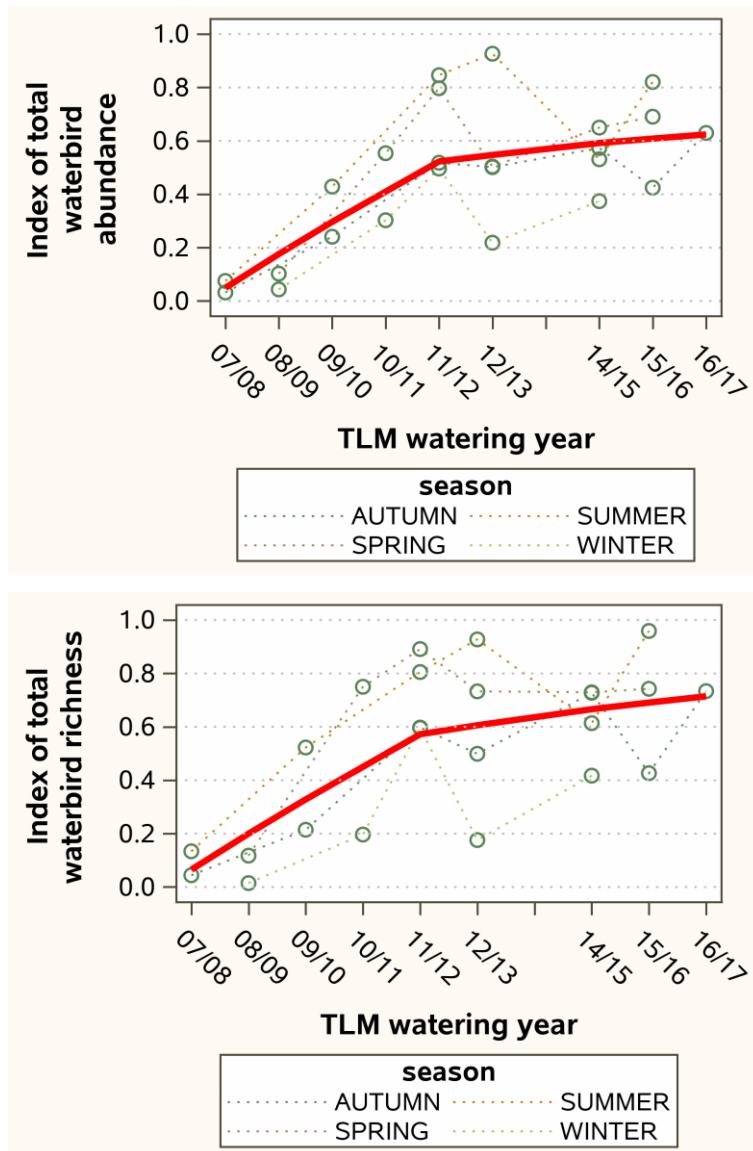 Index of total
waterbird
abundance
1.0
0.8
0.6
0.4
0.2
0.0
07/08
08/09
09/10
10/11
11/12
12/13
14/15
15/16
16/17
TLM watering year
season
AUTUMN
SUMMER
SPRING
WINTER
Index of total
waterbird richness
1.0
0.8
0.6
0.4
0.2
0.0
07/08
08/09
09/10
10/11
11/12
12/13
14/15
15/16
16/17
TLM watering year
season
AUTUMN
SUMMER
SPRING
WINTER